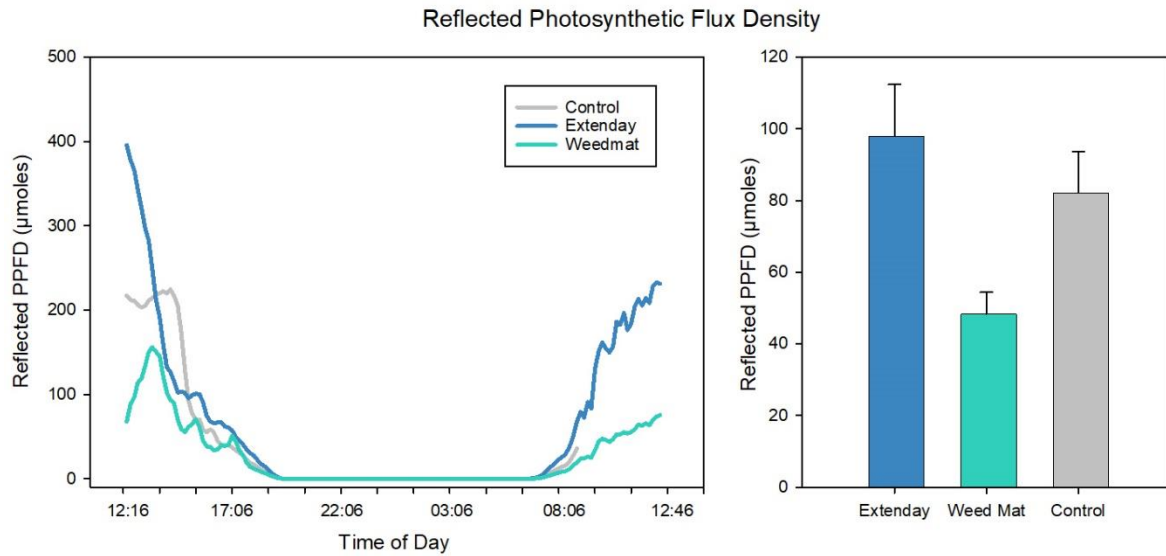 Reflected Photosynthetic Flux Density
Reflected PPFD (μmoles)
500
400
300
200
100
0
Control
Extenday
Weedmat
12:16 17:06 22:06 03:06 08:06 12:46
Time of Day
Reflected PPFD (μmoles)
120
100
80
60
40
20
0
Extenday Weed Mat Control